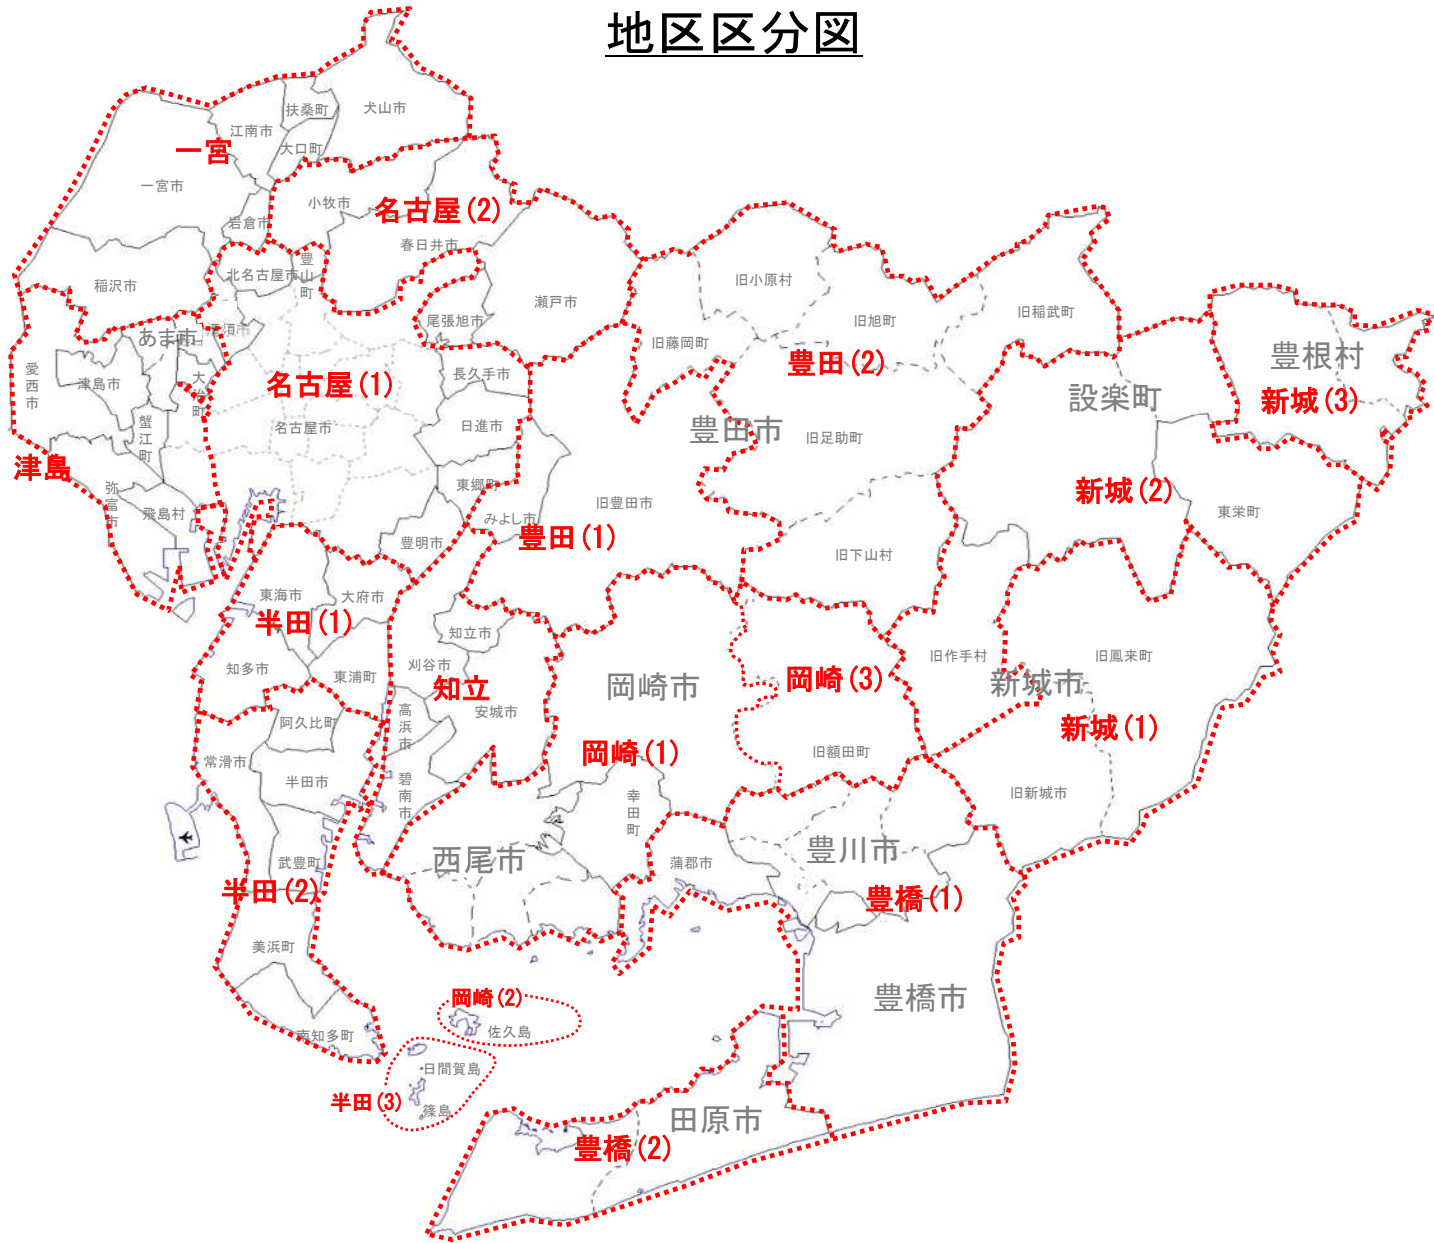 地区区分図
犬山市
扶桑町
江南市
大口町
一宮
一宮市
岩倉市
小牧市
名古屋(2)
春日井市
稲沢市
北名古屋市
豊山町
瀬戸市
尾張旭市
旧小原村
旧旭町
旧稲武町
旧藤岡町
豊田(2)
あま市
愛西市
津島市
大治町
名古屋(1)
長久手市
設楽町
豊根村
新城(3)
蟹江町
名古屋市
日進市
豊田市
旧足助町
津島
東郷町
新城(2)
弥富市
飛島村
みよし市
旧豊田市
東栄町
豊明市
豊田(1)
旧下山村
東海市
大府市
半田(1)
知立市
知多市
東浦町
刈谷市
知立
岡崎市
岡崎(3)
旧作手村
旧鳳来町
新城市
高浜市
安城市
阿久比町
新城(1)
常滑市
岡崎(1)
旧額田町
半田市
碧南市
幸田町
旧新城市
武豊町
西尾市
蒲郡市
豊川市
半田(2)
豊橋(1)
美浜町
岡崎(2)
豊橋市
南知多町
佐久島
日間賀島
半田(3)
篠島
田原市
豊橋(2)